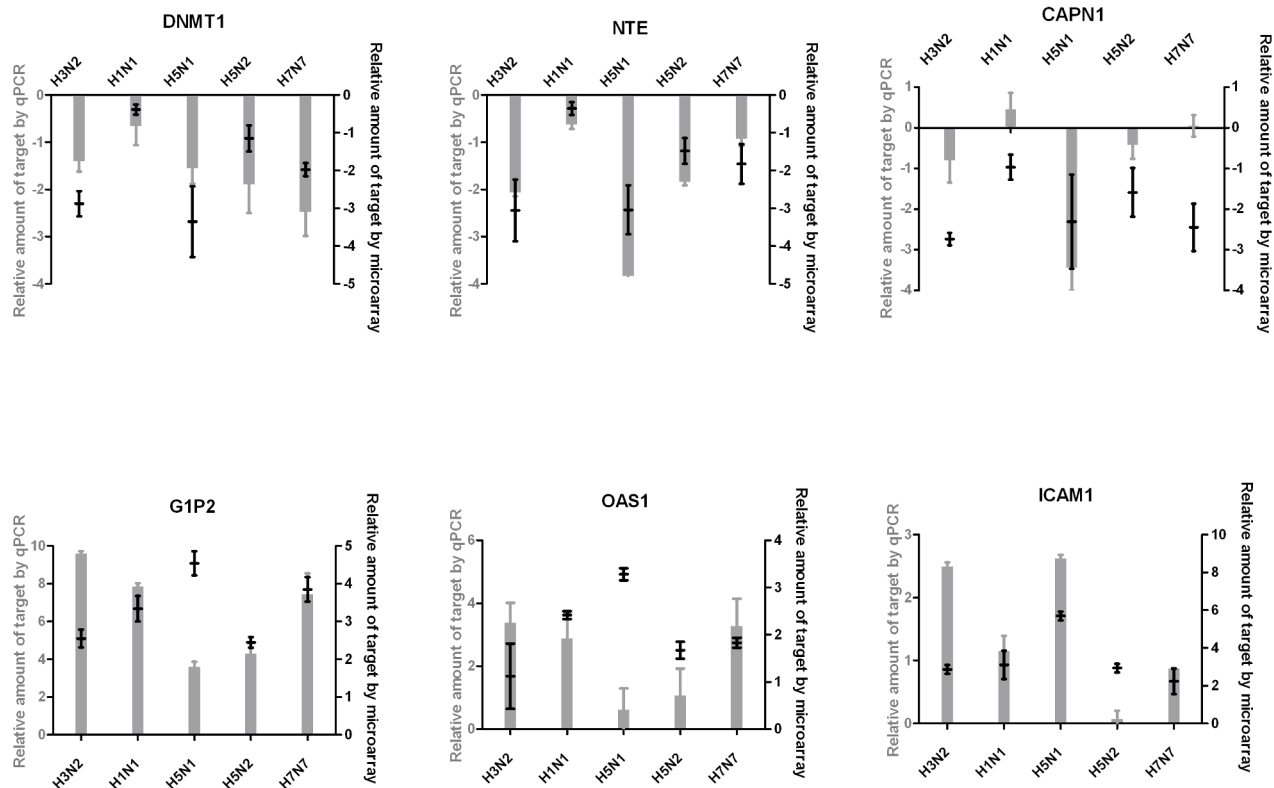 DNMT1
H3N2 H1N1 H5N1 H5N2 H7N7
Relative amount of target by qPCR
0
-1
-2
-3
-4
0
-1
-2
-3
-4
-5
Relative amount of target by microarray
NTE
H3N2 H1N1 H5N1 H5N2 H7N7
Relative amount of target by qPCR
0
-1
-2
-3
-4
0
-1
-2
-3
-4
-5
Relative amount of target by microarray
CAPN1
H3N2 H1N1 H5N1 H5N2 H7N7
Relative amount of target by qPCR
1
0
-1
-2
-3
-4
1
0
-1
-2
-3
-4
Relative amount of target by microarray
G1P2
Relative amount of target by qPCR
10
8
6
4
2
0
5
4
3
2
1
0
Relative amount of target by microarray
H3N2 H1N1 H5N1 H5N2 H7N7
OAS1
Relative amount of target by qPCR
6
4
2
0
4
3
2
1
0
Relative amount of target by microarray
H3N2 H1N1 H5N1 H5N2 H7N7
ICAM1
Relative amount of target by qPCR
3
2
1
0
10
8
6
4
2
0
Relative amount of target by microarray
H3N2 H1N1 H5N1 H5N2 H7N7